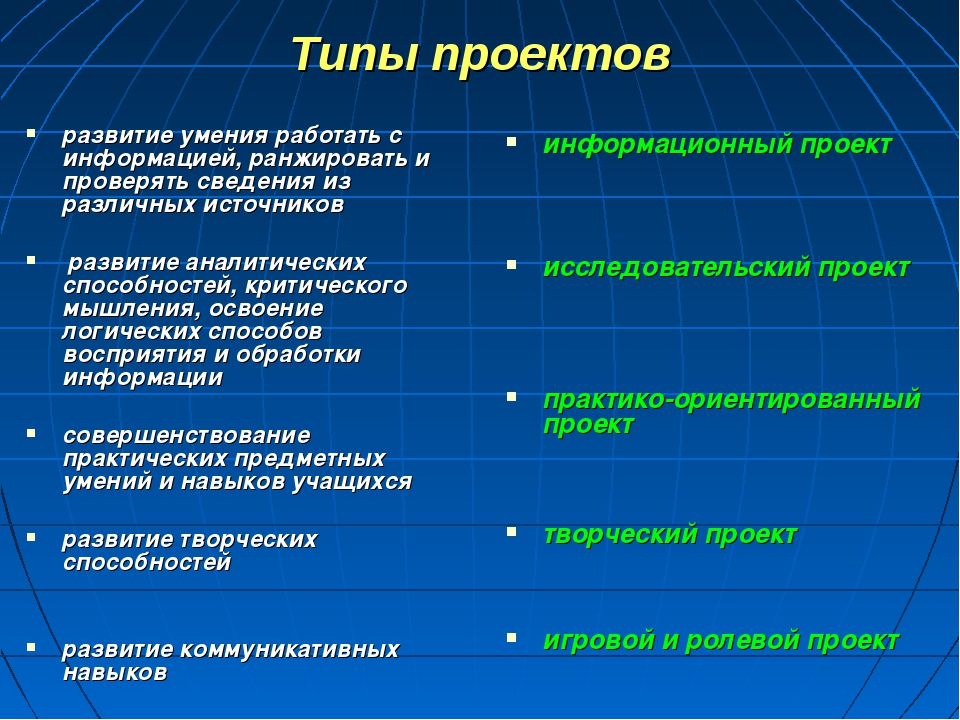 Типы проектов
развитие умения работать с
информацией, ранжировать и
проверять сведения из
различных источников
развитие аналитических
способностей, критического
мышления, освоение
логических способов
восприятия и обработки
информации
совершенствование
практических предметных
умений и навыков учащихся
развитие творческих
способностей
развитие коммуникативных
навыков
информационный проект
исследовательский проект
практико-ориентированный
проект
творческий проект
игровой и ролевой проект